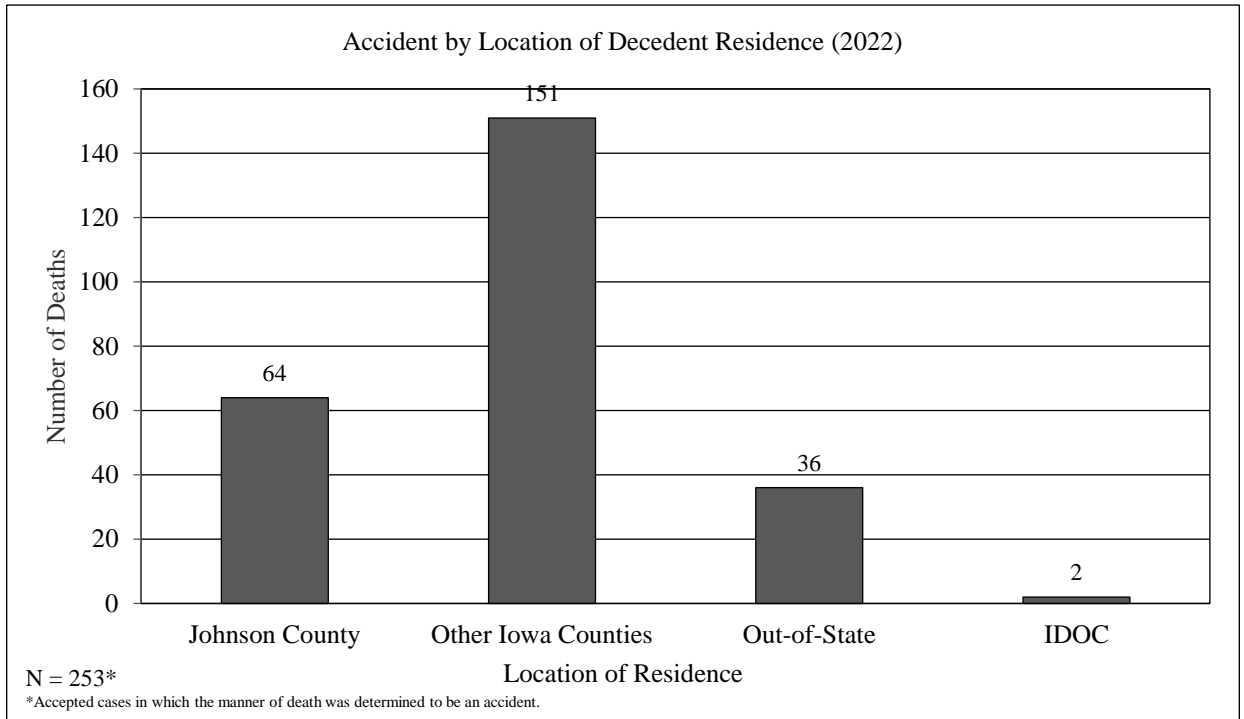 Accident by Location of Decedent Residence (2022)
Number of Deaths
160
140
120
100
80
60
40
20
0
64
151
36
2
Johnson County
Other Iowa Counties
Out-of-State
IDOC
Location of Residence
N = 253*
*Accepted cases in which the manner of death was determined to be an accident.